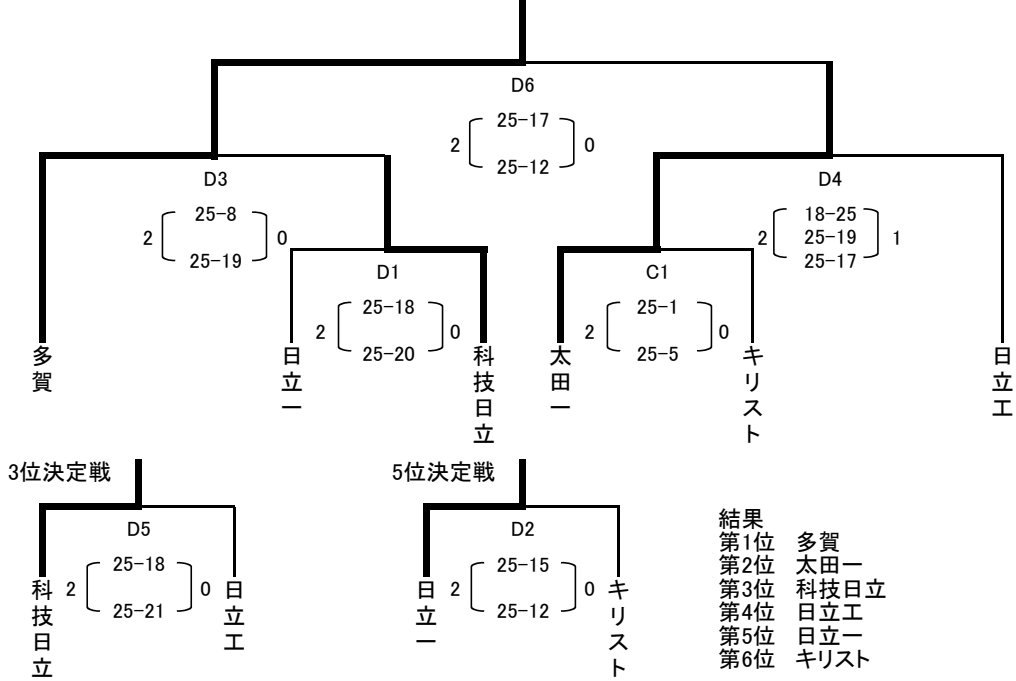 D6
25-17
2 0
25-12
D3
25-8
2 0
25-19
D4
18-25
2 25-19 1
25-17
D1
25-18
2 0
25-20
C1
25-1
2 0
25-5
多賀
日立一
科技日立
太田一
キリスト
日立工
3位決定戦
D5
25-18
2 0
25-21
科技日立
日立工
5位決定戦
D2
25-15
2 0
25-12
日立一
キリスト
結果
第1位 多賀
第2位 太田一
第3位 科技日立
第4位 日立工
第5位 日立一
第6位 キリスト